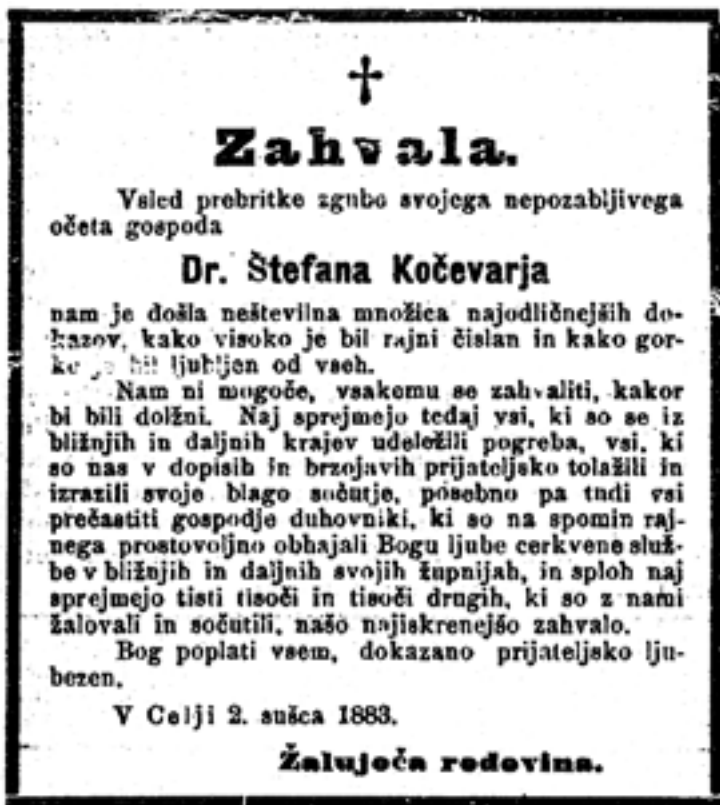 †
Zahvala.
Vsled prebritke zgube svojega nepozabljivega
očeta gospoda
Dr. Štefana Kočevarja
nam je došla neštevilna množica najodličnejših do-
kazov, kako visoko je bil rajni čislan in kako gor-
ko je bil ljubljen od vseh.
Nam ni mogoče, vsakemu se zahvaliti, kakor
bi bili dolžni. Naj sprejmejo tedaj vsi, ki so se iz
bližnjih in daljnih krajev udeležili pogreba, vsi, ki
so nas v dopisih in brzojavih prijateljsko tolažili in
izrazili svoje blago sočutje, posebno pa tudi vsi
prečastiti gospodje duhovniki, ki so na spomin raj-
nega prostovoljno obhajali Bogu ljube cerkvene služ-
be v bližnjih in daljnih svojih župnijah, in sploh naj
sprejmejo tisti tisoči in tisoči drugih, ki so z nami
žalovali in sočutili, našo najiskrenejšo zahvalo.
Bog poplati vsem, dokazano prijateljsko lju-
bezen.
V Celji 2. sušca 1883.
Žalujoča rodovina.